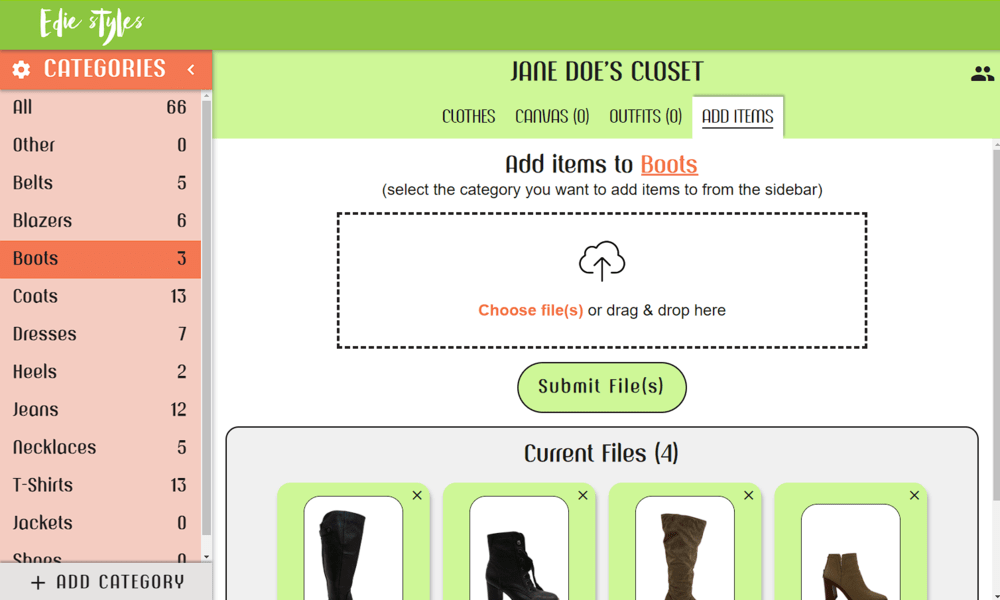 Edie styles
CATEGORIES
All 66
Other 0
Belts 5
Blazers 6
Boots 3
Coats 13
Dresses 7
Heels 2
Jeans 12
Necklaces 5
T-Shirts 13
Jackets 0
Shoes 0
+ ADD CATEGORY
JANE DOE'S CLOSET
CLOTHES CANVAS (0) OUTFITS (0) ADD ITEMS
Add items to Boots
(select the category you want to add items to from the sidebar)
Choose file(s) or drag & drop here
Submit File(s)
Current Files (4)